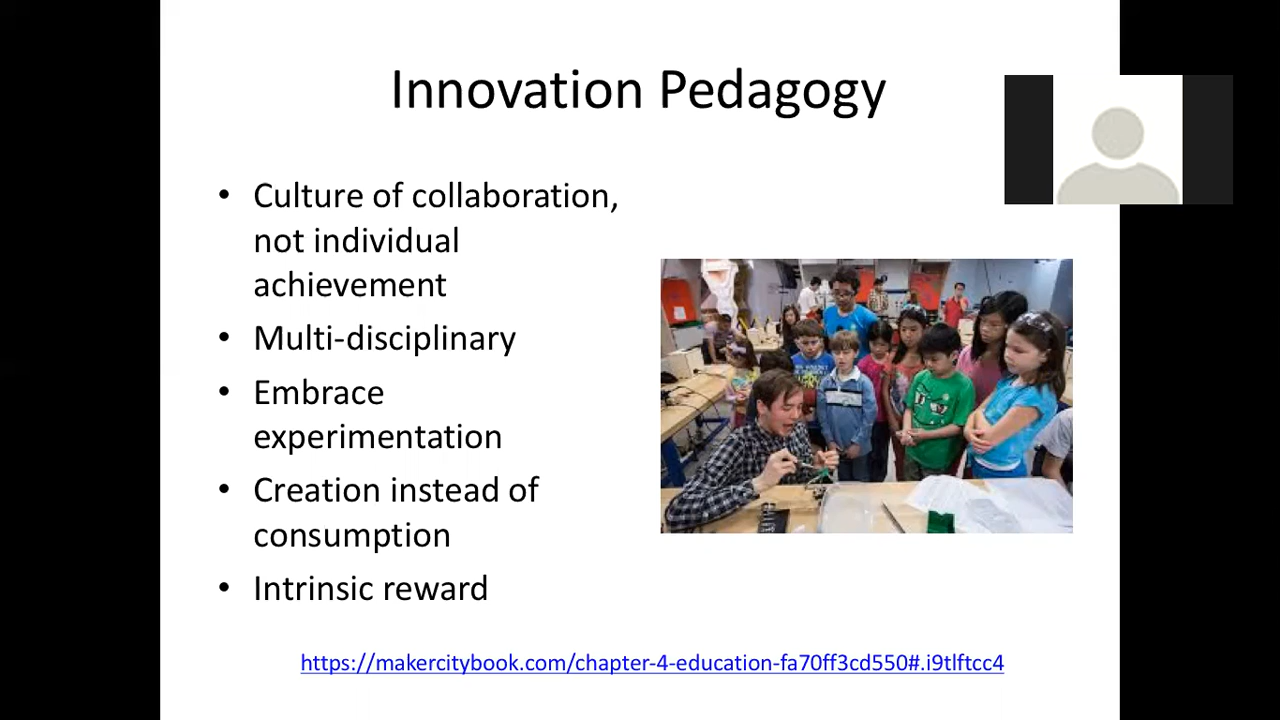 Innovation Pedagogy
• Culture of collaboration,
not individual
achievement
• Multi-disciplinary
• Embrace
experimentation
• Creation instead of
consumption
• Intrinsic reward
https://makercitybook.com/chapter-4-education-fa70ff3cd550#.i9tlftcc4